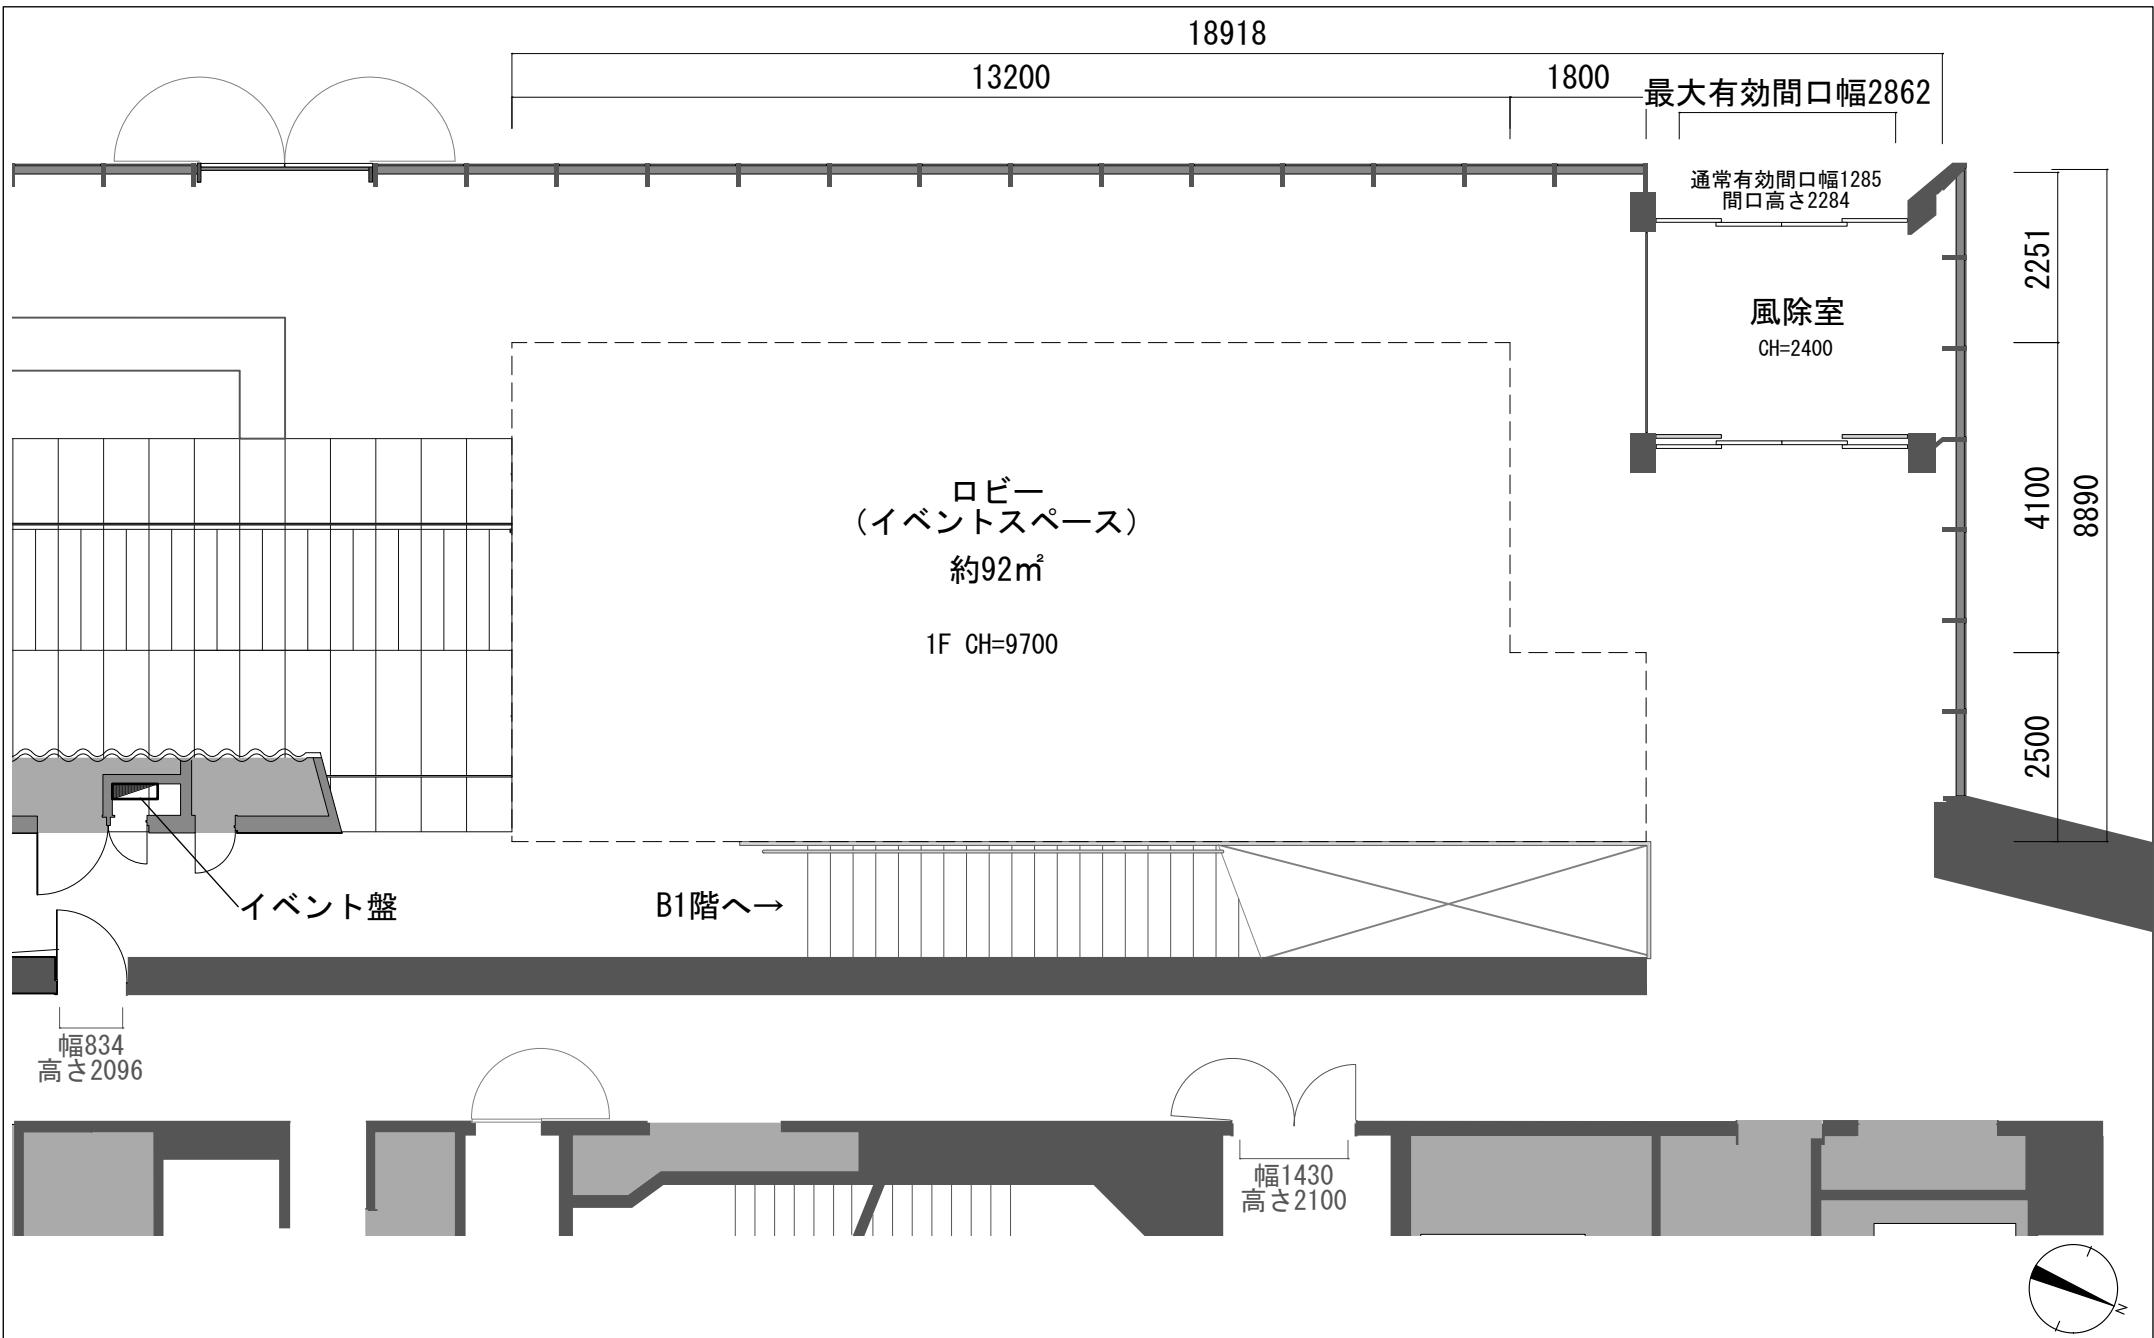 18918
13200
1800
最大有効間口幅2862
通常有効間口幅1285
間口高さ2284
2251
風除室
CH=2400
4100
8890
ロビー
（イベントスペース）
約92㎡
1F CH=9700
2500
イベント盤
B1階へ→
幅834
高さ2096
幅1430
高さ2100
N